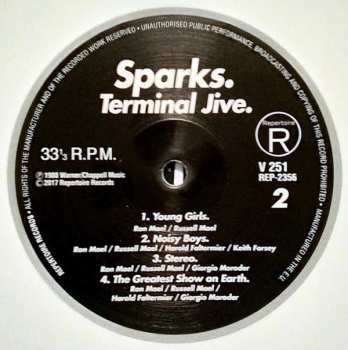 • ALL RIGHTS OF THE MANUFACTURER AND OF THE OWNER OF THE RECORDED WORK RESERVED • UNAUTHORISED PUBLIC PERFORMANCE, BROADCASTING AND COPYING OF THIS RECORD PROHIBITED • MANUFACTURED IN THE E.U.
REPERTOIRE RECORDS
Sparks.
Terminal Jive.
33⅓ R.P.M.
Repertoire
R
V 251
REP-2356
℗ 1980 Warner/Chappell Music
© 2017 Repertoire Records
2
1. Young Girls.
Ron Mael / Russell Mael
2. Noisy Boys.
Ron Mael / Russell Mael / Harold Faltermier / Keith Forsey
3. Stereo.
Ron Mael / Russell Mael / Giorgio Moroder
4. The Greatest Show on Earth.
Ron Mael / Russell Mael /
Harold Faltermier / Giorgio Moroder